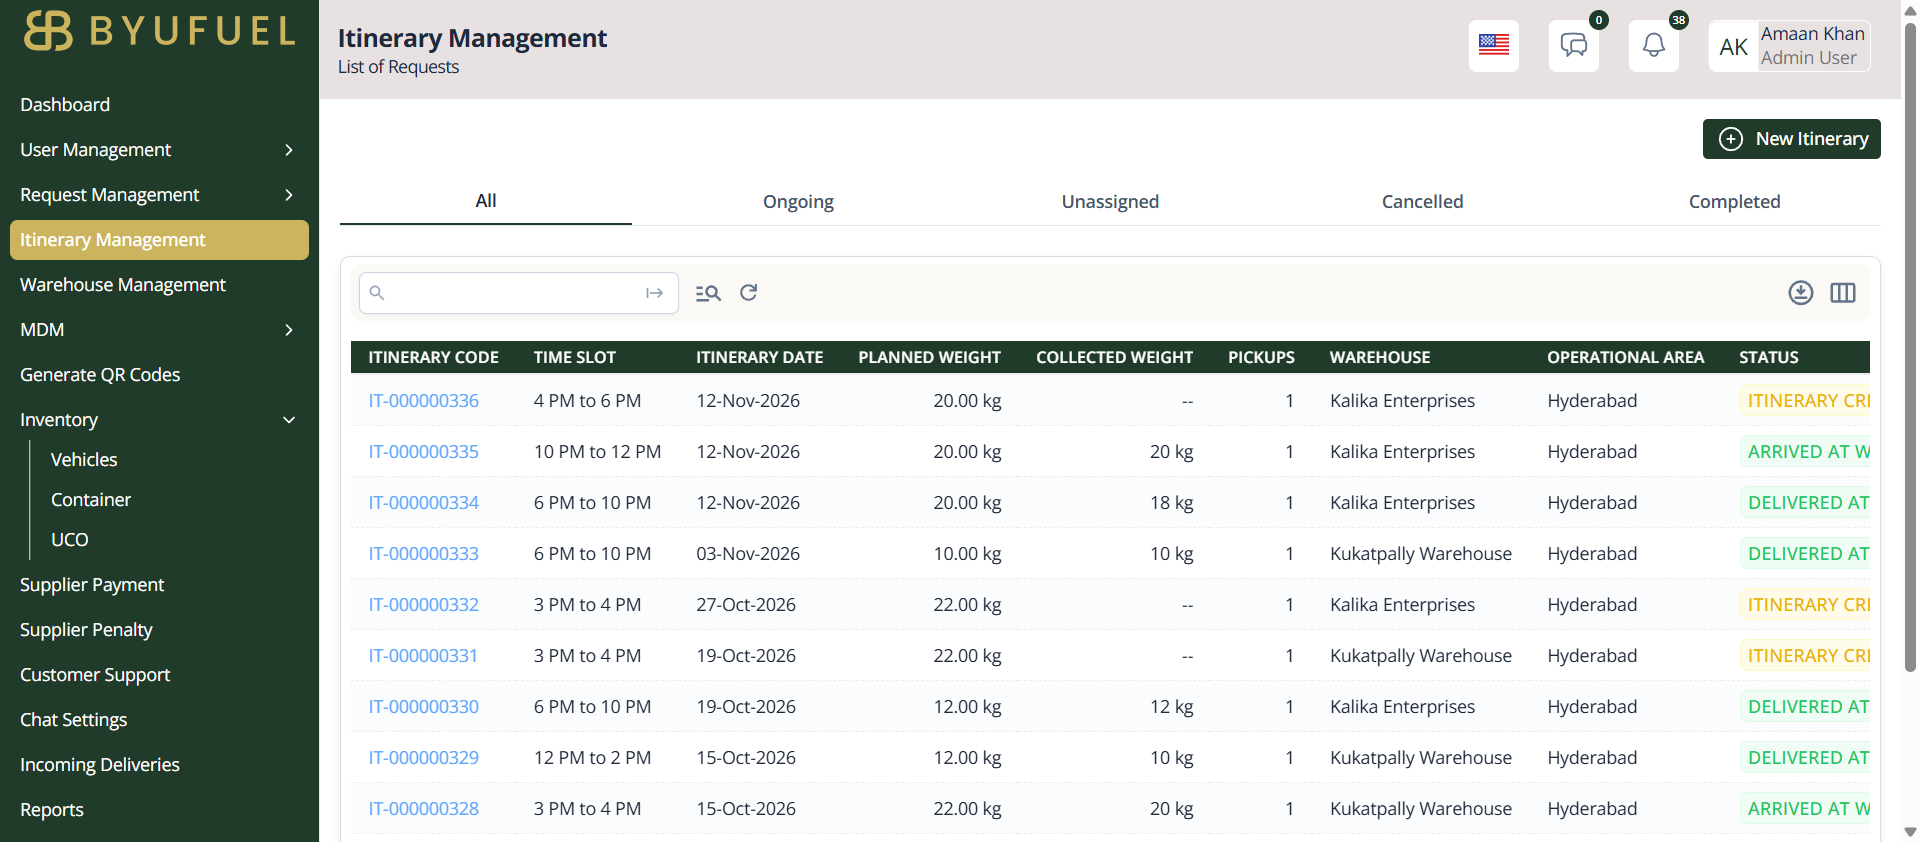 BYUFUEL
Dashboard
User Management
Request Management
Itinerary Management
Warehouse Management
MDM
Generate QR Codes
Inventory
Vehicles
Container
UCO
Supplier Payment
Supplier Penalty
Customer Support
Chat Settings
Incoming Deliveries
Reports
Itinerary Management
List of Requests
0
38
AK
Amaan Khan
Admin User
New Itinerary
All Ongoing Unassigned Cancelled Completed
ITINERARY CODE TIME SLOT ITINERARY DATE PLANNED WEIGHT COLLECTED WEIGHT PICKUPS WAREHOUSE OPERATIONAL AREA STATUS
IT-000000336 4 PM to 6 PM 12-Nov-2026 20.00 kg -- 1 Kalika Enterprises Hyderabad ITINERARY CRE
IT-000000335 10 PM to 12 PM 12-Nov-2026 20.00 kg 20 kg 1 Kalika Enterprises Hyderabad ARRIVED AT W
IT-000000334 6 PM to 10 PM 12-Nov-2026 20.00 kg 18 kg 1 Kalika Enterprises Hyderabad DELIVERED AT
IT-000000333 6 PM to 10 PM 03-Nov-2026 10.00 kg 10 kg 1 Kukatpally Warehouse Hyderabad DELIVERED AT
IT-000000332 3 PM to 4 PM 27-Oct-2026 22.00 kg -- 1 Kalika Enterprises Hyderabad ITINERARY CRE
IT-000000331 3 PM to 4 PM 19-Oct-2026 22.00 kg -- 1 Kukatpally Warehouse Hyderabad ITINERARY CRE
IT-000000330 6 PM to 10 PM 19-Oct-2026 12.00 kg 12 kg 1 Kalika Enterprises Hyderabad DELIVERED AT
IT-000000329 12 PM to 2 PM 15-Oct-2026 12.00 kg 10 kg 1 Kukatpally Warehouse Hyderabad DELIVERED AT
IT-000000328 3 PM to 4 PM 15-Oct-2026 22.00 kg 20 kg 1 Kukatpally Warehouse Hyderabad ARRIVED AT W